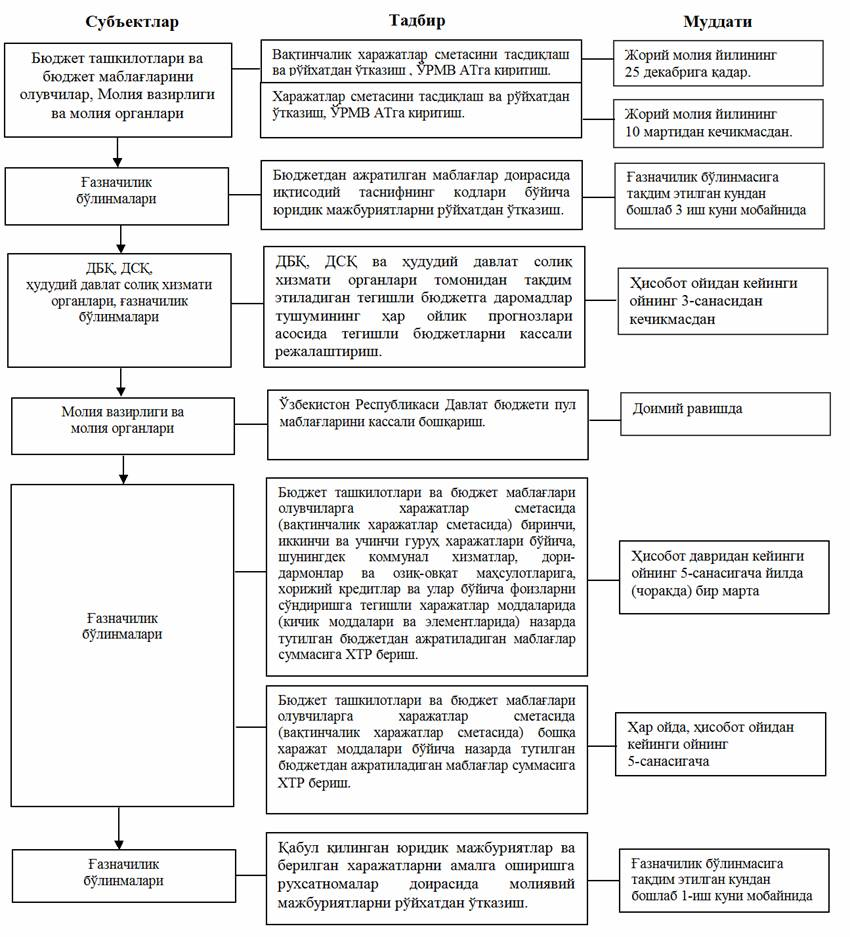 Субъектлар
Тадбир
Муддати
Бюджет ташкилотлари ва
бюджет маблағларини
олувчилар, Молия вазирлиги
ва молия органлари
Вақтинчалик харажатлар сметасини тасдиқлаш
ва рўйхатдан ўтказиш , ЎРМВ АТга киритиш.
Жорий молия йилининг
25 декабрига қадар.
Харажатлар сметасини тасдиқлаш ва рўйхатдан
ўтказиш, ЎРМВ АТга киритиш.
Жорий молия йилининг
10 мартидан кечикмасдан.
Ғазначилик
бўлинмалари
Бюджетдан ажратилган маблағлар доирасида
иқтисодий таснифнинг кодлари бўйича
юридик мажбуриятларни рўйхатдан ўтказиш.
Ғазначилик бўлинмасига
тақдим этилган кундан
бошлаб 3 иш куни мобайнида
ДБҚ, ДСҚ,
ҳудудий давлат солиқ хизмати
органлари, ғазначилик
бўлинмалари
ДБҚ, ДСҚ ва ҳудудий давлат солиқ
хизмати органлари томонидан тақдим
этиладиган тегишли бюджетга даромадлар
тушумининг ҳар ойлик прогнозлари
асосида тегишли бюджетларни кассали
режалаштириш.
Ҳисобот ойидан кейинги
ойнинг 3-санасидан
кечикмасдан
Молия вазирлиги ва
молия органлари
Ўзбекистон Республикаси Давлат бюджети пул
маблағларини кассали бошқариш.
Доимий равишда
Ғазначилик
бўлинмалари
Бюджет ташкилотлари ва бюджет маблағлари
олувчиларга харажатлар сметасида
(вақтинчалик харажатлар сметасида) биринчи,
иккинчи ва учинчи гуруҳ харажатлари бўйича,
шунингдек коммунал хизматлар, дори-
дармонлар ва озиқ-овқат маҳсулотларига,
хорижий кредитлар ва улар бўйича фоизларни
сўндиришга тегишли харажатлар моддаларида
(кичик моддалари ва элементларида) назарда
тутилган бюджетдан ажратиладиган маблағлар
суммасига ХТР бериш.
Ҳисобот давридан кейинги
ойнинг 5-санасигача йилда
(чоракда) бир марта
Бюджет ташкилотлари ва бюджет маблағлари
олувчиларга харажатлар сметасида
(вақтинчалик харажатлар сметасида) бошқа
харажат моддалари бўйича назарда тутилган
бюджетдан ажратиладиган маблағлар суммасига
ХТР бериш.
Ҳар ойда, ҳисобот ойидан
кейинги ойнинг
5-санасигача
Ғазначилик
бўлинмалари
Қабул қилинган юридик мажбуриятлар ва
берилган харажатларни амалга оширишга
рухсатномалар доирасида молиявий
мажбуриятларни рўйхатдан ўтказиш.
Ғазначилик бўлинмасига
тақдим этилган кундан
бошлаб 1-иш куни мобайнида